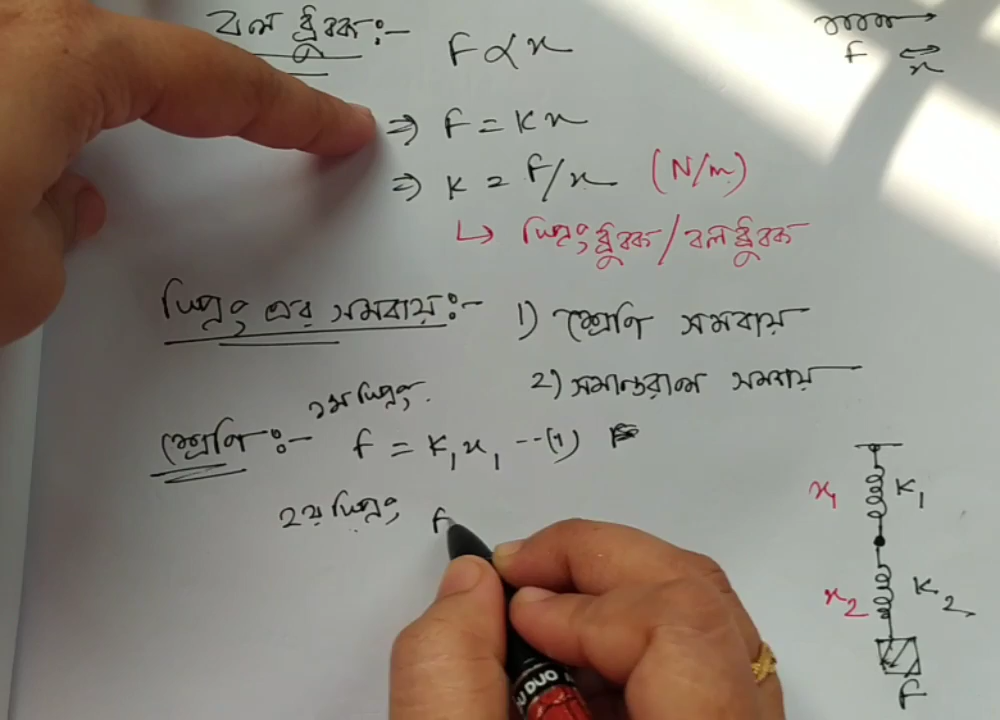 বল ধ্রুবক:-
F ∝ x
F x
⇒ F = Kx
⇒ K = F/x (N/m)
↳ স্প্রিং ধ্রুবক/বল ধ্রুবক
স্প্রিং এর সমবায়:- 1) শ্রেণি সমবায়
2) সমান্তরাল সমবায়
১ম স্প্রিং
শ্রেণি:- F = K₁x₁ --(1)
x₁ K₁
২য় স্প্রিং F
x₂ K₂
F
DUO